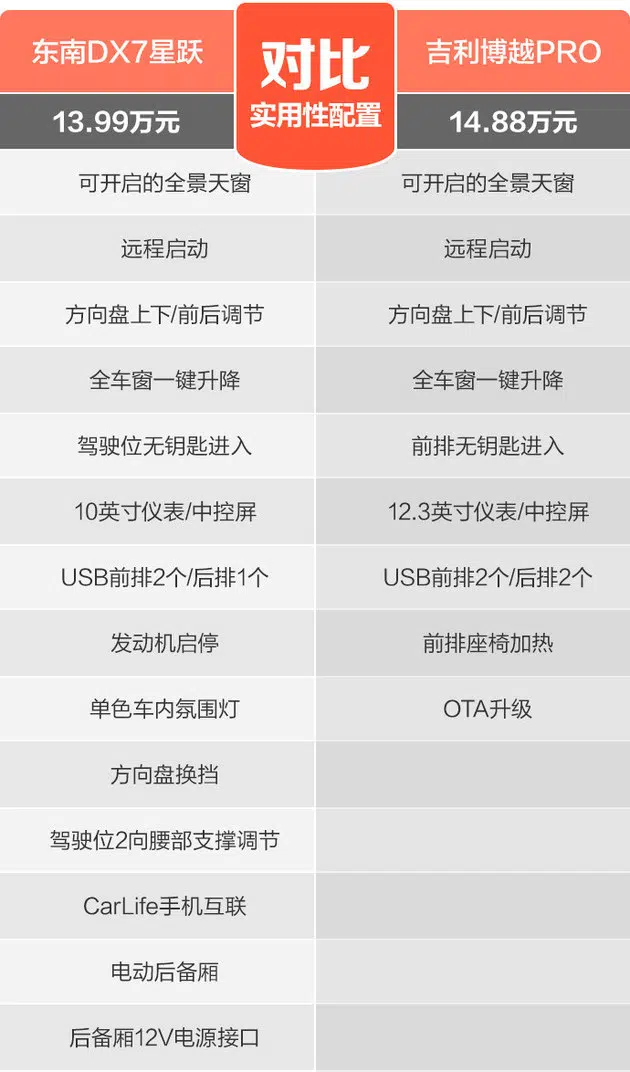 东南DX7星跃
对比
实用性配置
吉利博越PRO
13.99万元
14.88万元
可开启的全景天窗
可开启的全景天窗
远程启动
远程启动
方向盘上下/前后调节
方向盘上下/前后调节
全车窗一键升降
全车窗一键升降
驾驶位无钥匙进入
前排无钥匙进入
10英寸仪表/中控屏
12.3英寸仪表/中控屏
USB前排2个/后排1个
USB前排2个/后排2个
发动机启停
前排座椅加热
单色车内氛围灯
OTA升级
方向盘换挡
驾驶位2向腰部支撑调节
CarLife手机互联
电动后备厢
后备厢12V电源接口